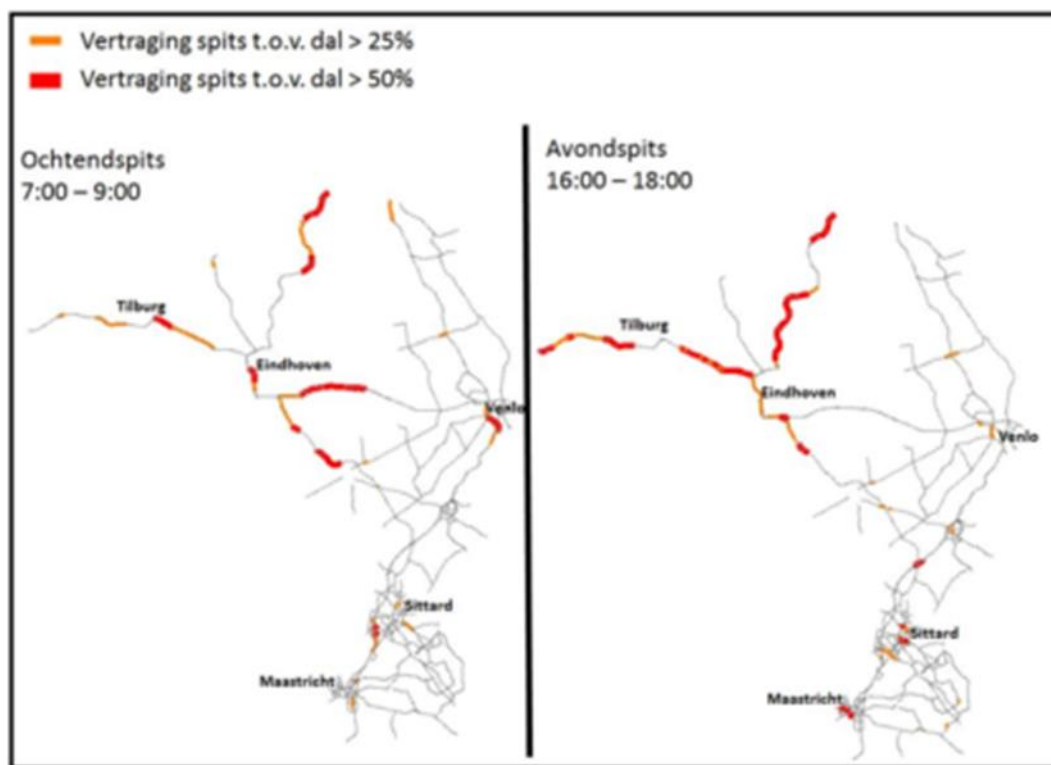 Vertraging spits t.o.v. dal > 25%
Vertraging spits t.o.v. dal > 50%
Ochtendspits
7:00 – 9:00
Tilburg
Eindhoven
Venlo
Sittard
Maastricht
Avondspits
16:00 – 18:00
Tilburg
Eindhoven
Venlo
Sittard
Maastricht